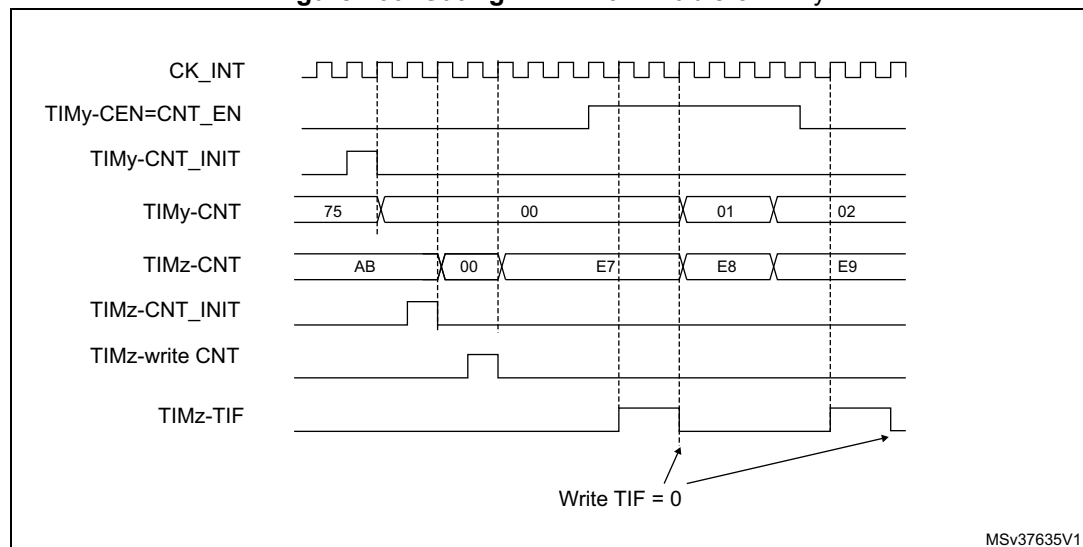 CK_INT
TIMy-CEN=CNT_EN
TIMy-CNT_INIT
TIMy-CNT 75 00 01 02
TIMz-CNT AB 00 E7 E8 E9
TIMz-CNT_INIT
TIMz-write CNT
TIMz-TIF
Write TIF = 0
MSv37635V1